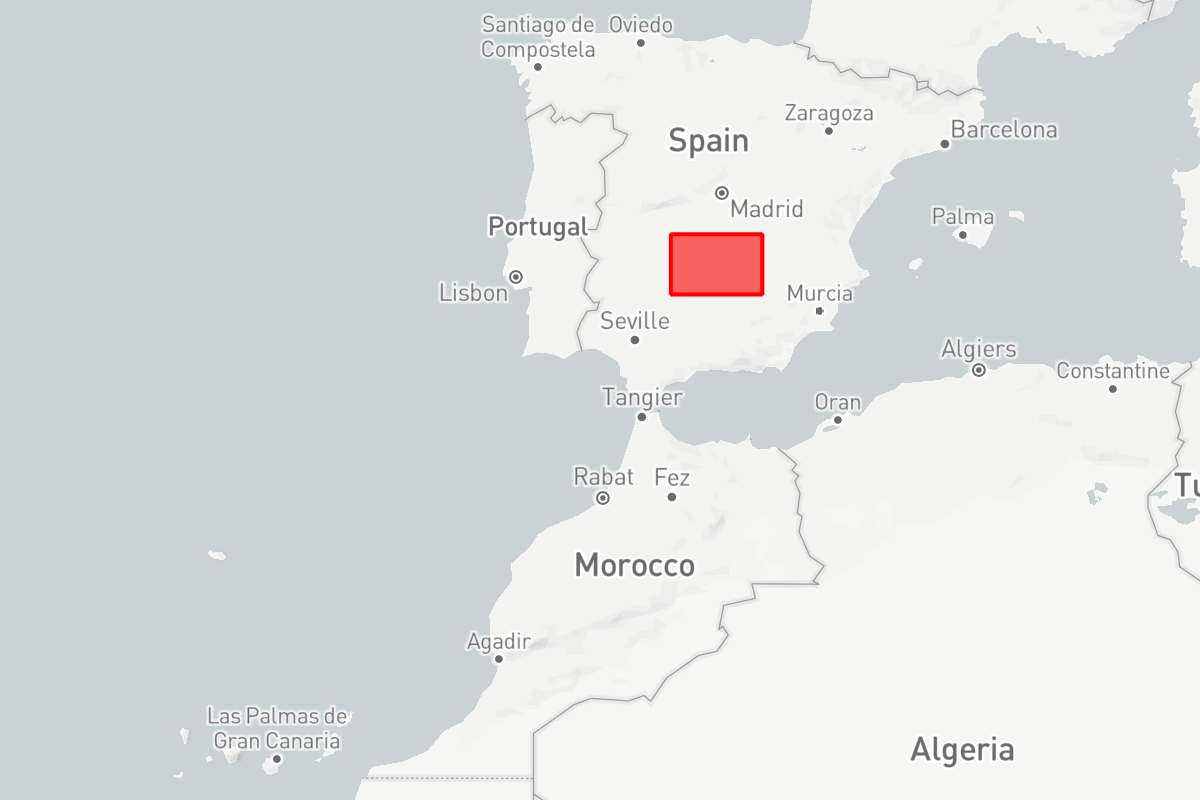 Santiago de
Compostela
Oviedo
Zaragoza
Barcelona
Spain
Madrid
Palma
Portugal
Lisbon
Murcia
Seville
Algiers
Constantine
Tangier
Oran
Rabat
Fez
Tu
Morocco
Agadir
Las Palmas de
Gran Canaria
Algeria